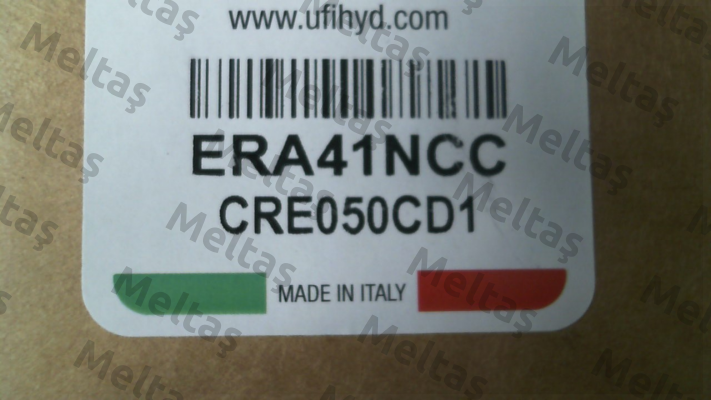 www.ufihyd.com
ERA41NCC
CRE050CD1
MADE IN ITALY
Meltaş